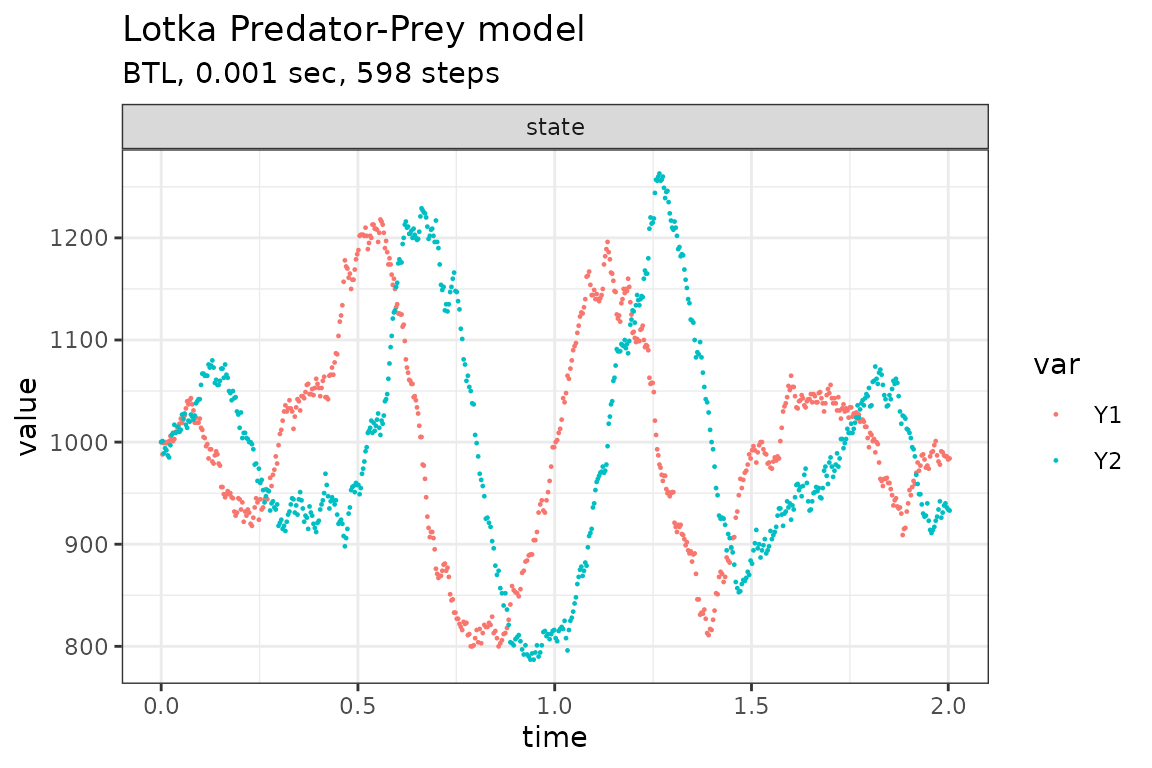 Lotka Predator-Prey model
BTL, 0.001 sec, 598 steps
state
value
1200
1100
1000
900
800
0.0 0.5 1.0 1.5 2.0
time
var
Y1
Y2